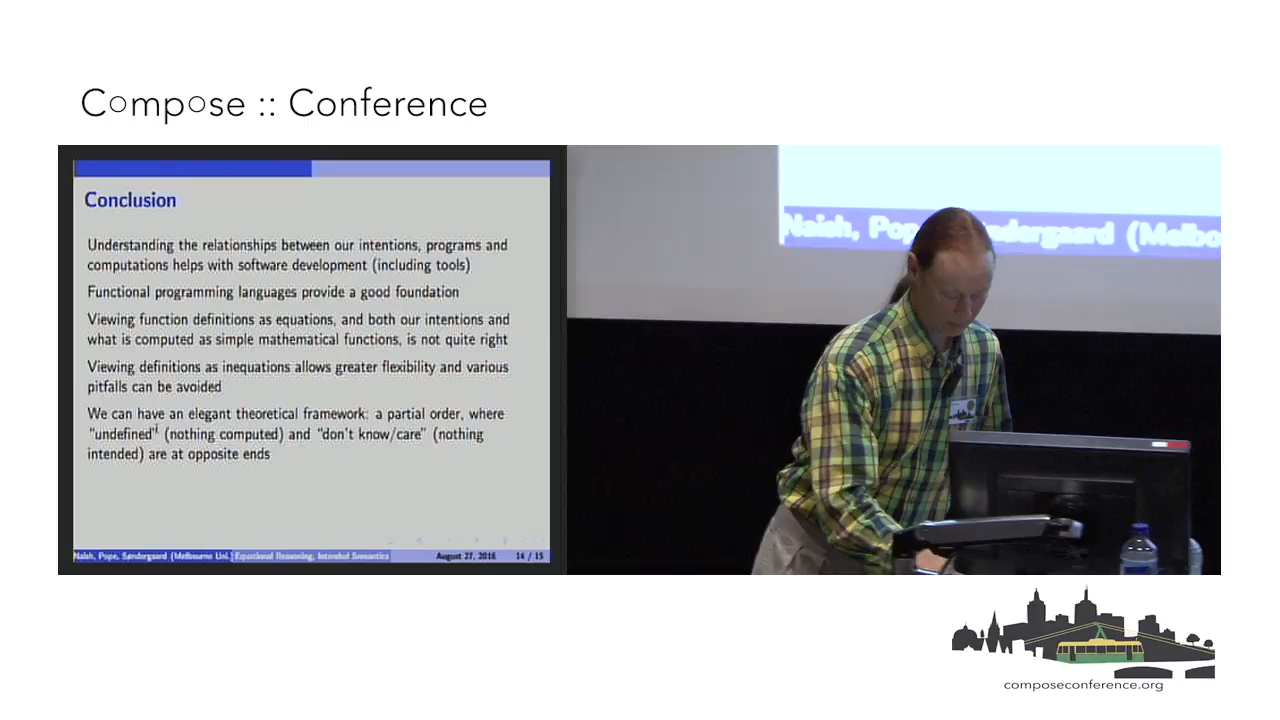 Compose :: Conference
Conclusion
Understanding the relationships between our intentions, programs and
computations helps with software development (including tools)
Functional programming languages provide a good foundation
Viewing function definitions as equations, and both our intentions and
what is computed as simple mathematical functions, is not quite right
Viewing definitions as inequations allows greater flexibility and various
pitfalls can be avoided
We can have an elegant theoretical framework: a partial order, where
"undefined" (nothing computed) and "don't know/care" (nothing
intended) are at opposite ends
Naish, Pope, Søndergaard (Melbourne Uni.) Equational Reasoning, Intended Semantics August 27, 2016 14 / 15
Naish, Pop ndergaard (Melbo
composeconference.org